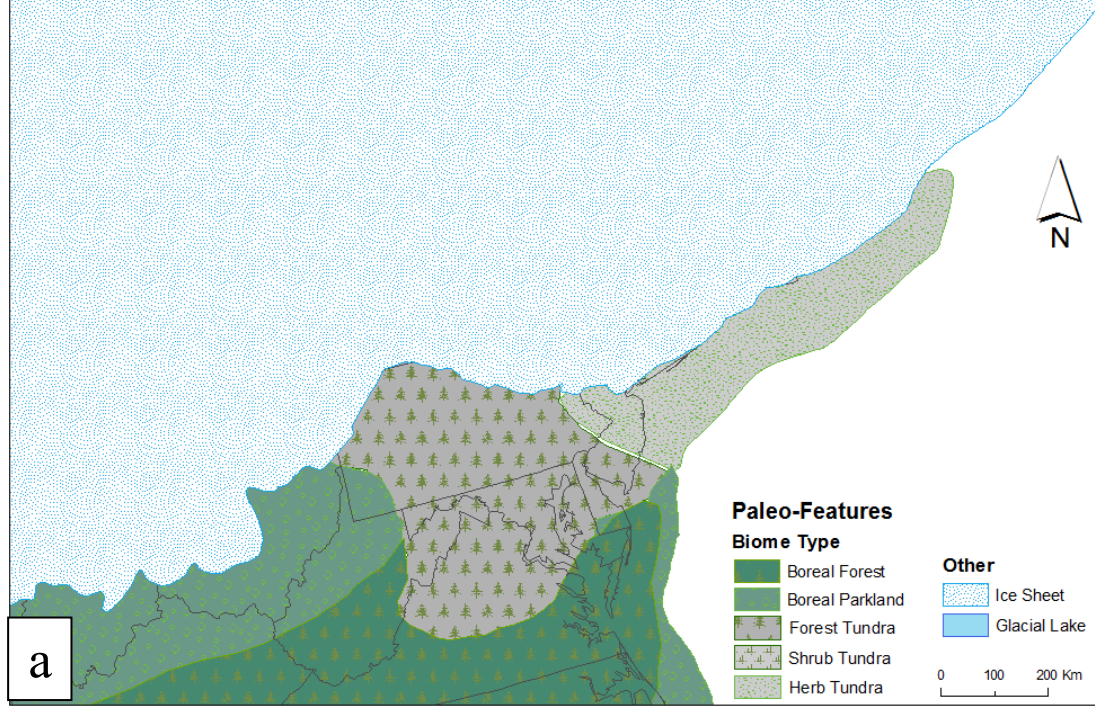 N
Paleo-Features
Biome Type
Boreal Forest
Boreal Parkland
Forest Tundra
Shrub Tundra
Herb Tundra
Other
Ice Sheet
Glacial Lake
0 100 200 Km
a